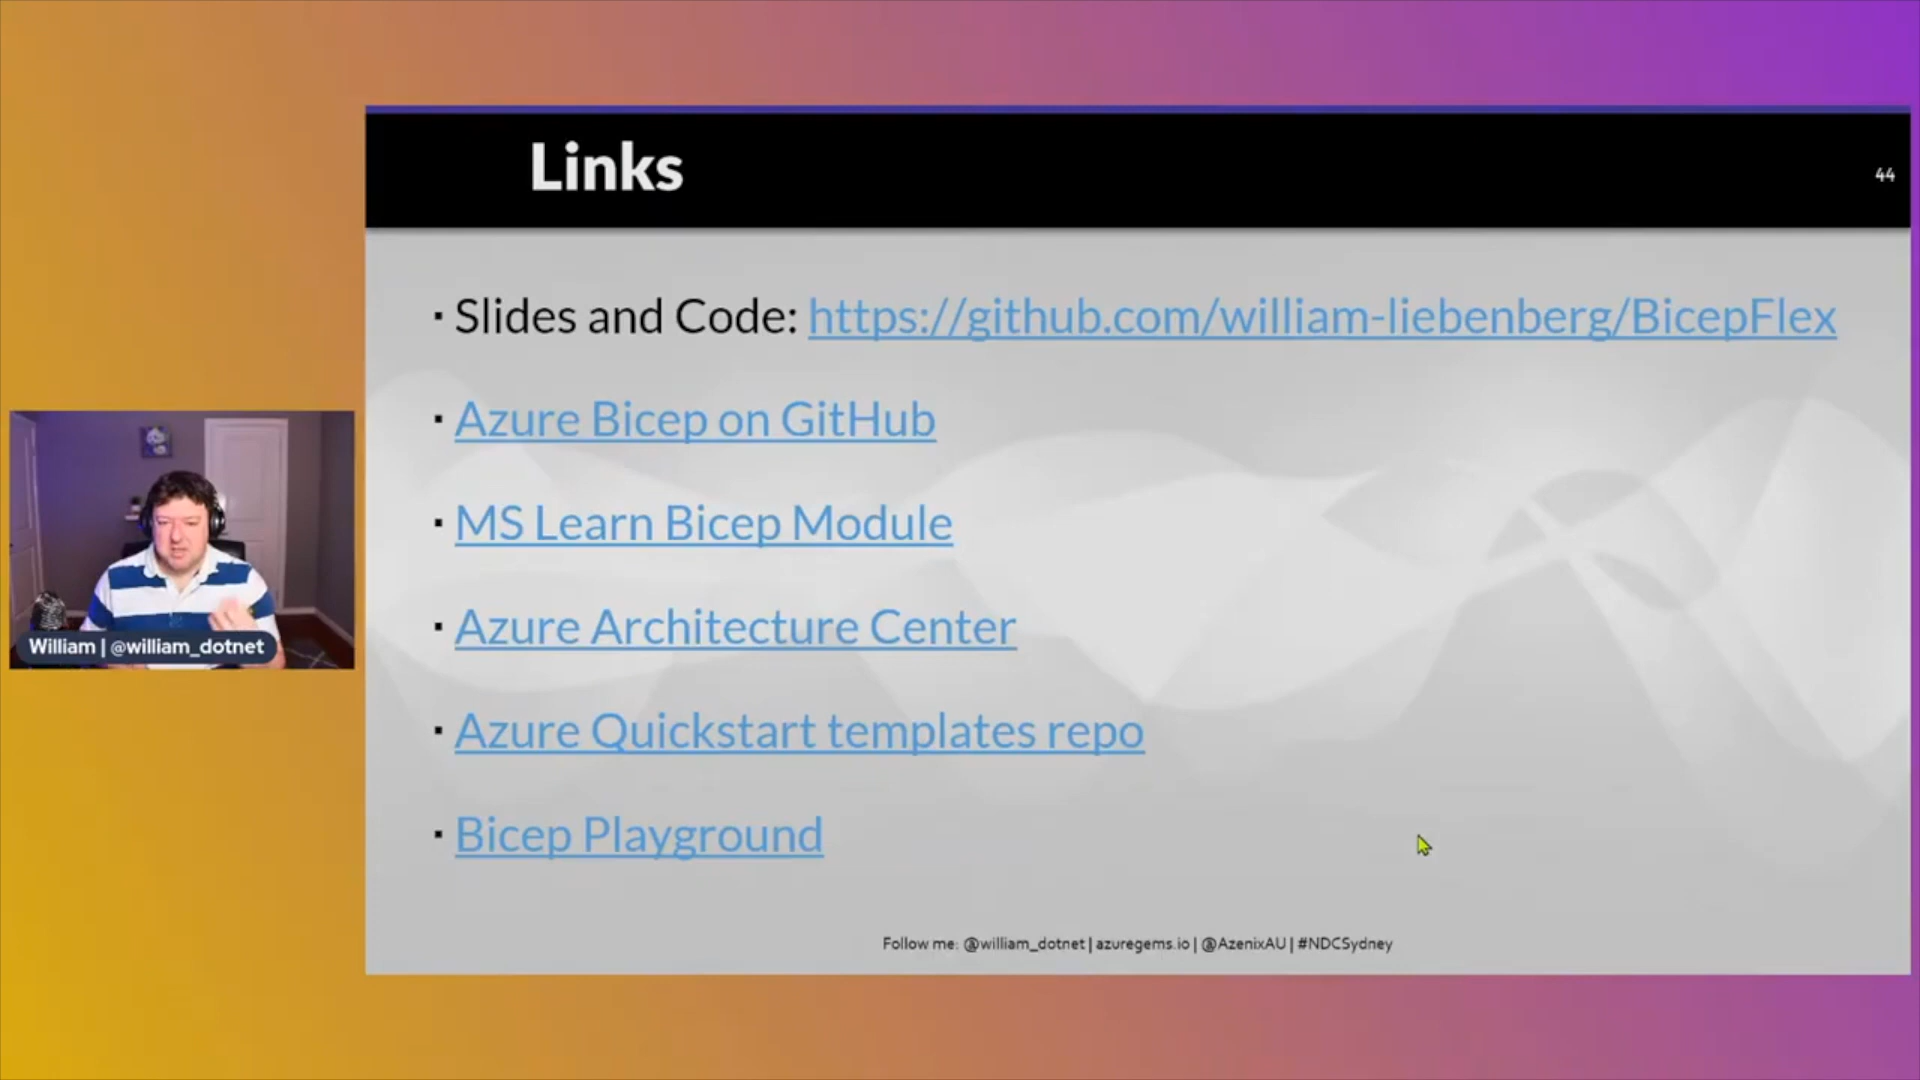 Links
44
▪ Slides and Code: https://github.com/william-liebenberg/BicepFlex
▪ Azure Bicep on GitHub
▪ MS Learn Bicep Module
▪ Azure Architecture Center
▪ Azure Quickstart templates repo
▪ Bicep Playground
William | @william_dotnet
Follow me: @william_dotnet | azuregems.io | @AzenixAU | #NDCSydney